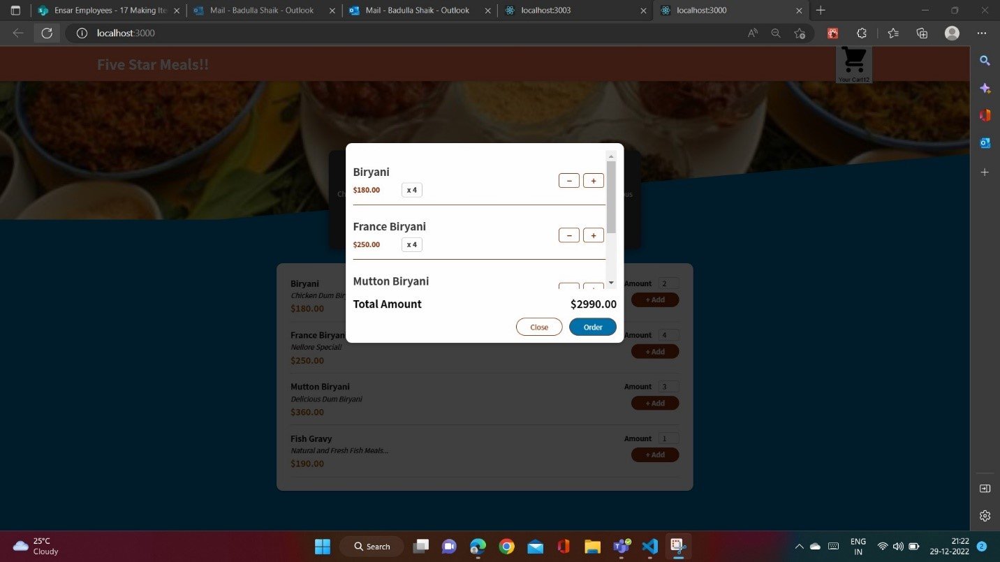 Ensar Employees - 17 Making Ite
Mail - Badulla Shaik - Outlook
Mail - Badulla Shaik - Outlook
localhost:3003
localhost:3000
localhost:3000
Five Star Meals!!
Your Cart12
Biryani
$180.00 x 4
− +
France Biryani
$250.00 x 4
− +
Mutton Biryani
Total Amount $2990.00
Close Order
Ch
ous
Biryani Amount 2
Chicken Dum Bir
$180.00 + Add
France Biryan Amount 4
Nellore Special!
$250.00 + Add
Mutton Biryani Amount 3
Delicious Dum Biryani
$360.00 + Add
Fish Gravy Amount 1
Natural and Fresh Fish Meals...
$190.00 + Add
25°C
Cloudy
Search
ENG
IN
21:22
29-12-2022
2